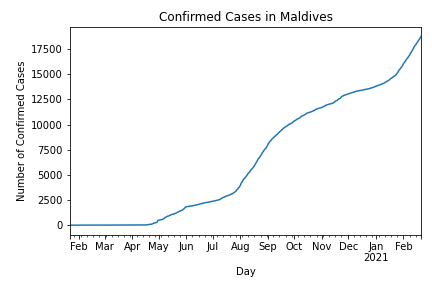 Confirmed Cases in Maldives
Number of Confirmed Cases
17500
15000
12500
10000
7500
5000
2500
0
Feb Mar Apr May Jun Jul Aug Sep Oct Nov Dec Jan Feb
2021
Day